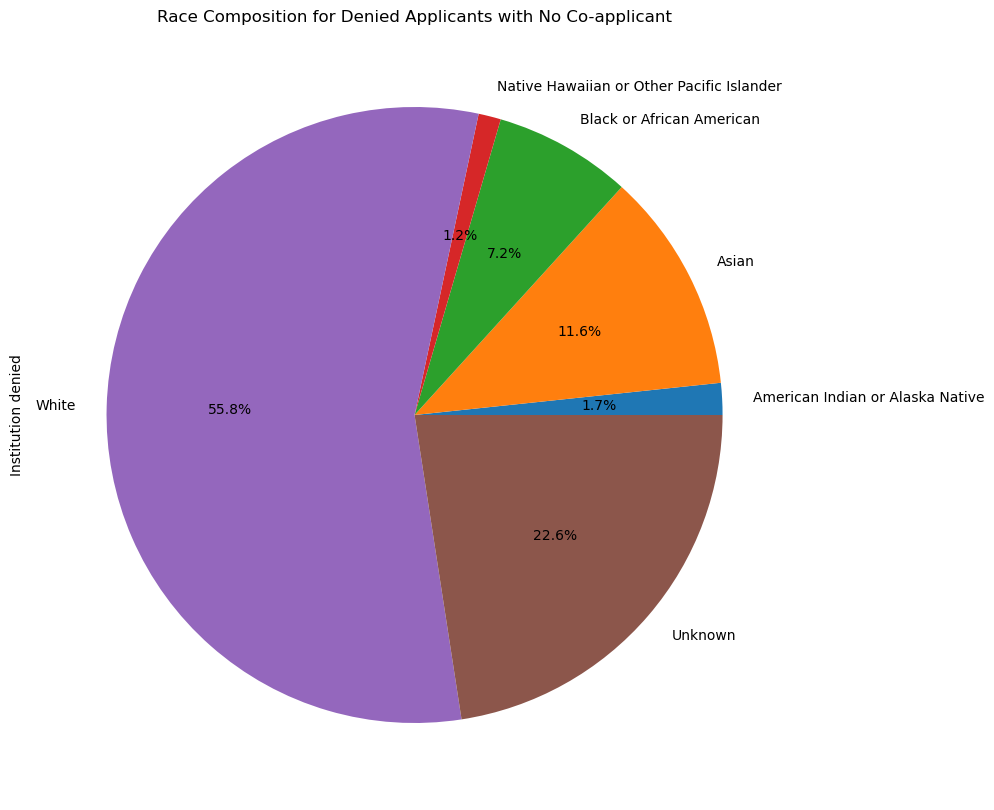 Race Composition for Denied Applicants with No Co-applicant
Native Hawaiian or Other Pacific Islander
Black or African American
1.2%
7.2%
Asian
11.6%
American Indian or Alaska Native
1.7%
White
55.8%
Institution denied
22.6%
Unknown